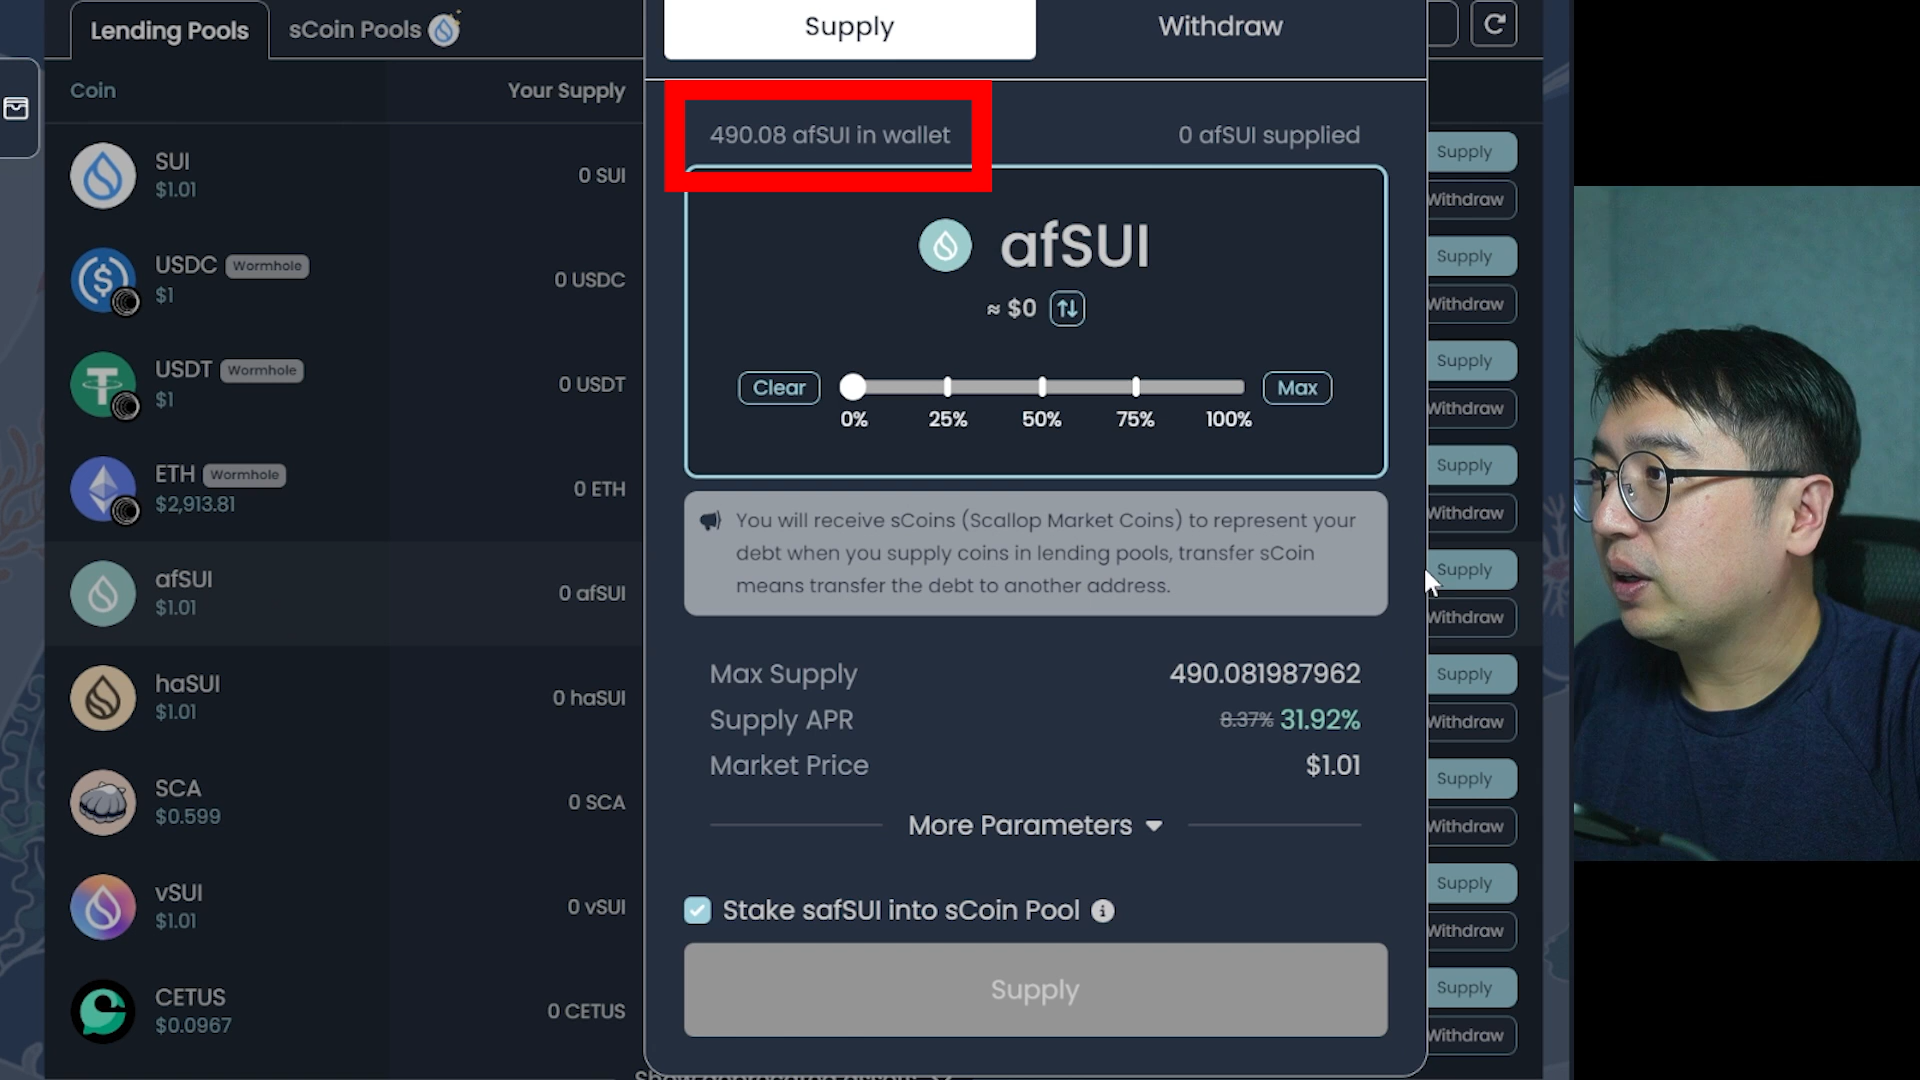 Lending Pools
sCoin Pools
Supply
Withdraw
Coin
Your Supply
490.08 afSUI in wallet
0 afSUI supplied
afSUI
≈ $0
Clear
Max
0%
25%
50%
75%
100%
You will receive sCoins (Scallop Market Coins) to represent your
debt when you supply coins in lending pools, transfer sCoin
means transfer the debt to another address.
Max Supply
490.081987962
Supply APR
8.37% 31.92%
Market Price
$1.01
More Parameters
Stake safSUI into sCoin Pool
Supply
SUI
$1.01
0 SUI
Supply
Withdraw
USDC
Wormhole
$1
0 USDC
Supply
Withdraw
USDT
Wormhole
$1
0 USDT
Supply
Withdraw
ETH
Wormhole
$2,913.81
0 ETH
Supply
Withdraw
afSUI
$1.01
0 afSUI
Supply
Withdraw
haSUI
$1.01
0 haSUI
Supply
Withdraw
SCA
$0.599
0 SCA
Supply
Withdraw
vSUI
$1.01
0 vSUI
Supply
Withdraw
CETUS
$0.0967
0 CETUS
Supply
Withdraw